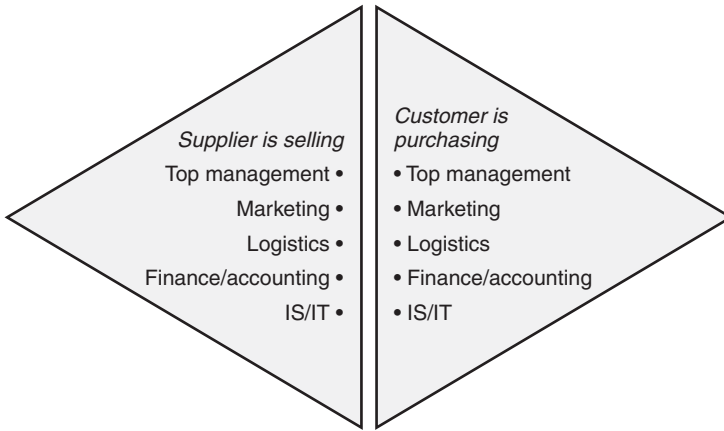 Supplier is selling
Top management •
Marketing •
Logistics •
Finance/accounting •
IS/IT •
Customer is
purchasing
• Top management
• Marketing
• Logistics
• Finance/accounting
• IS/IT